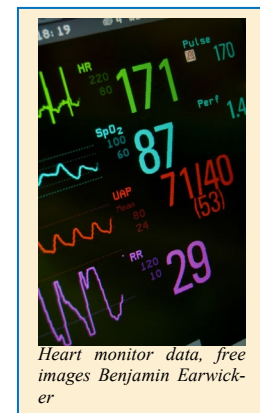 18:19
Pulse
HR
220
80
171
170
SpO2
100
60
87
Perf
1.4
UAP
Mean
80
24
71/40
(53)
RR
120
10
29
Heart monitor data, free
images Benjamin Earwick-
er